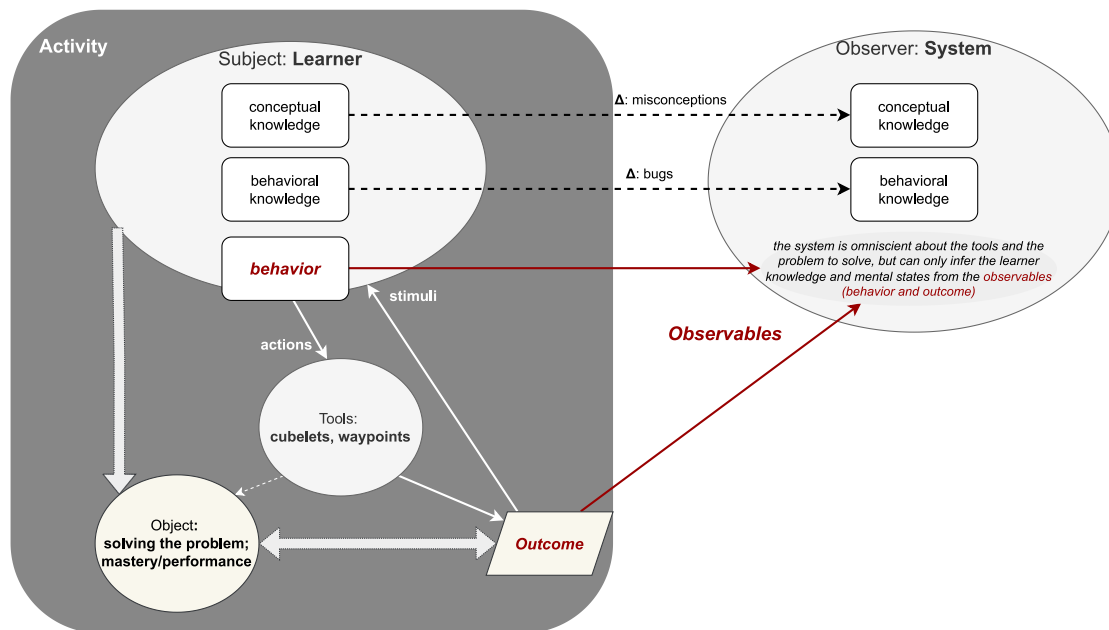 Activity
Subject: Learner
conceptual
knowledge
behavioral
knowledge
behavior
stimuli
actions
Tools:
cubelets, waypoints
Object:
solving the problem;
mastery/performance
Outcome
Δ: misconceptions
Δ: bugs
Observables
Observer: System
conceptual
knowledge
behavioral
knowledge
the system is omniscient about the tools and the
problem to solve, but can only infer the learner
knowledge and mental states from the observables
(behavior and outcome)